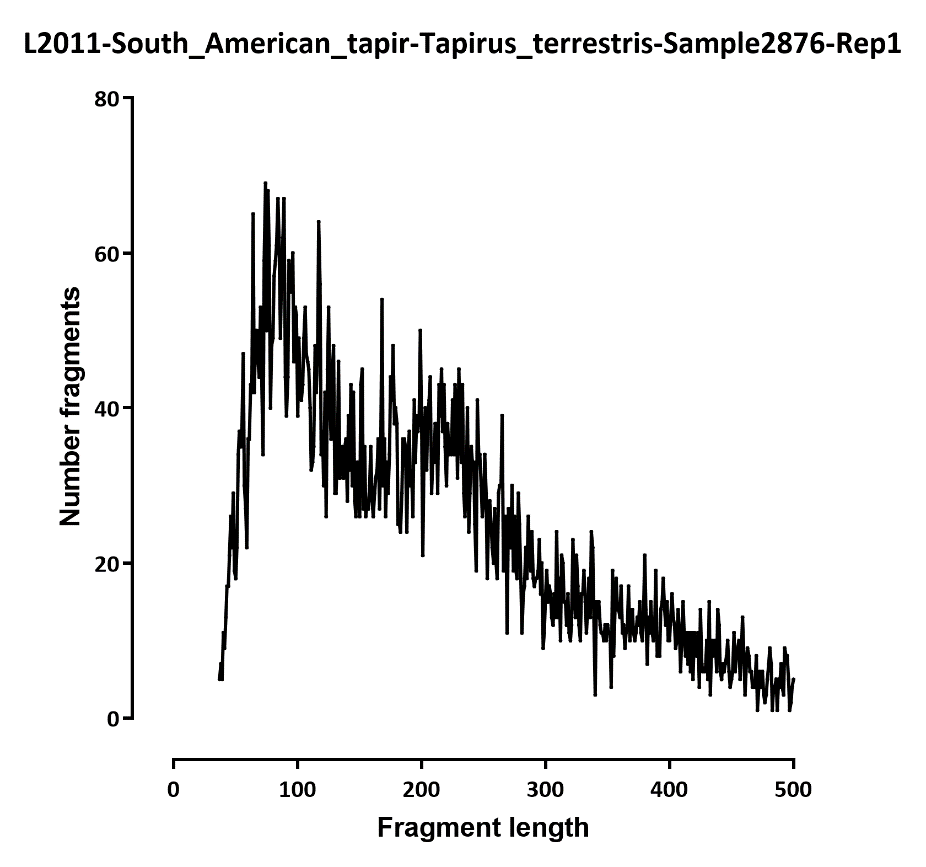 L2011-South_American_tapir-Tapirus_terrestris-Sample2876-Rep1
80
60
40
20
0
Number fragments
0 100 200 300 400 500
Fragment length